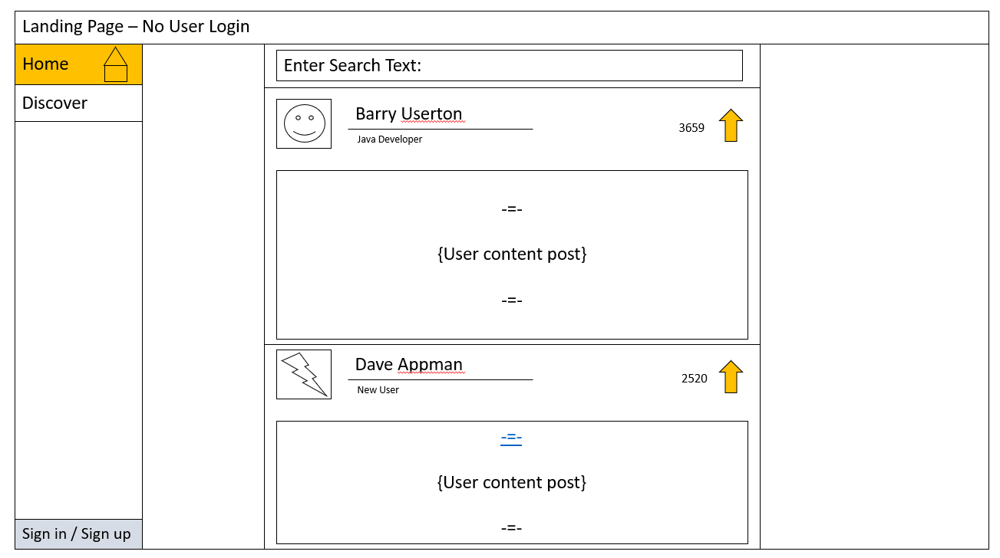 Landing Page – No User Login
Home
Discover
Sign in / Sign up
Enter Search Text:
Barry Userton
Java Developer
3659
-=-
{User content post}
-=-
Dave Appman
New User
2520
-=-
{User content post}
-=-